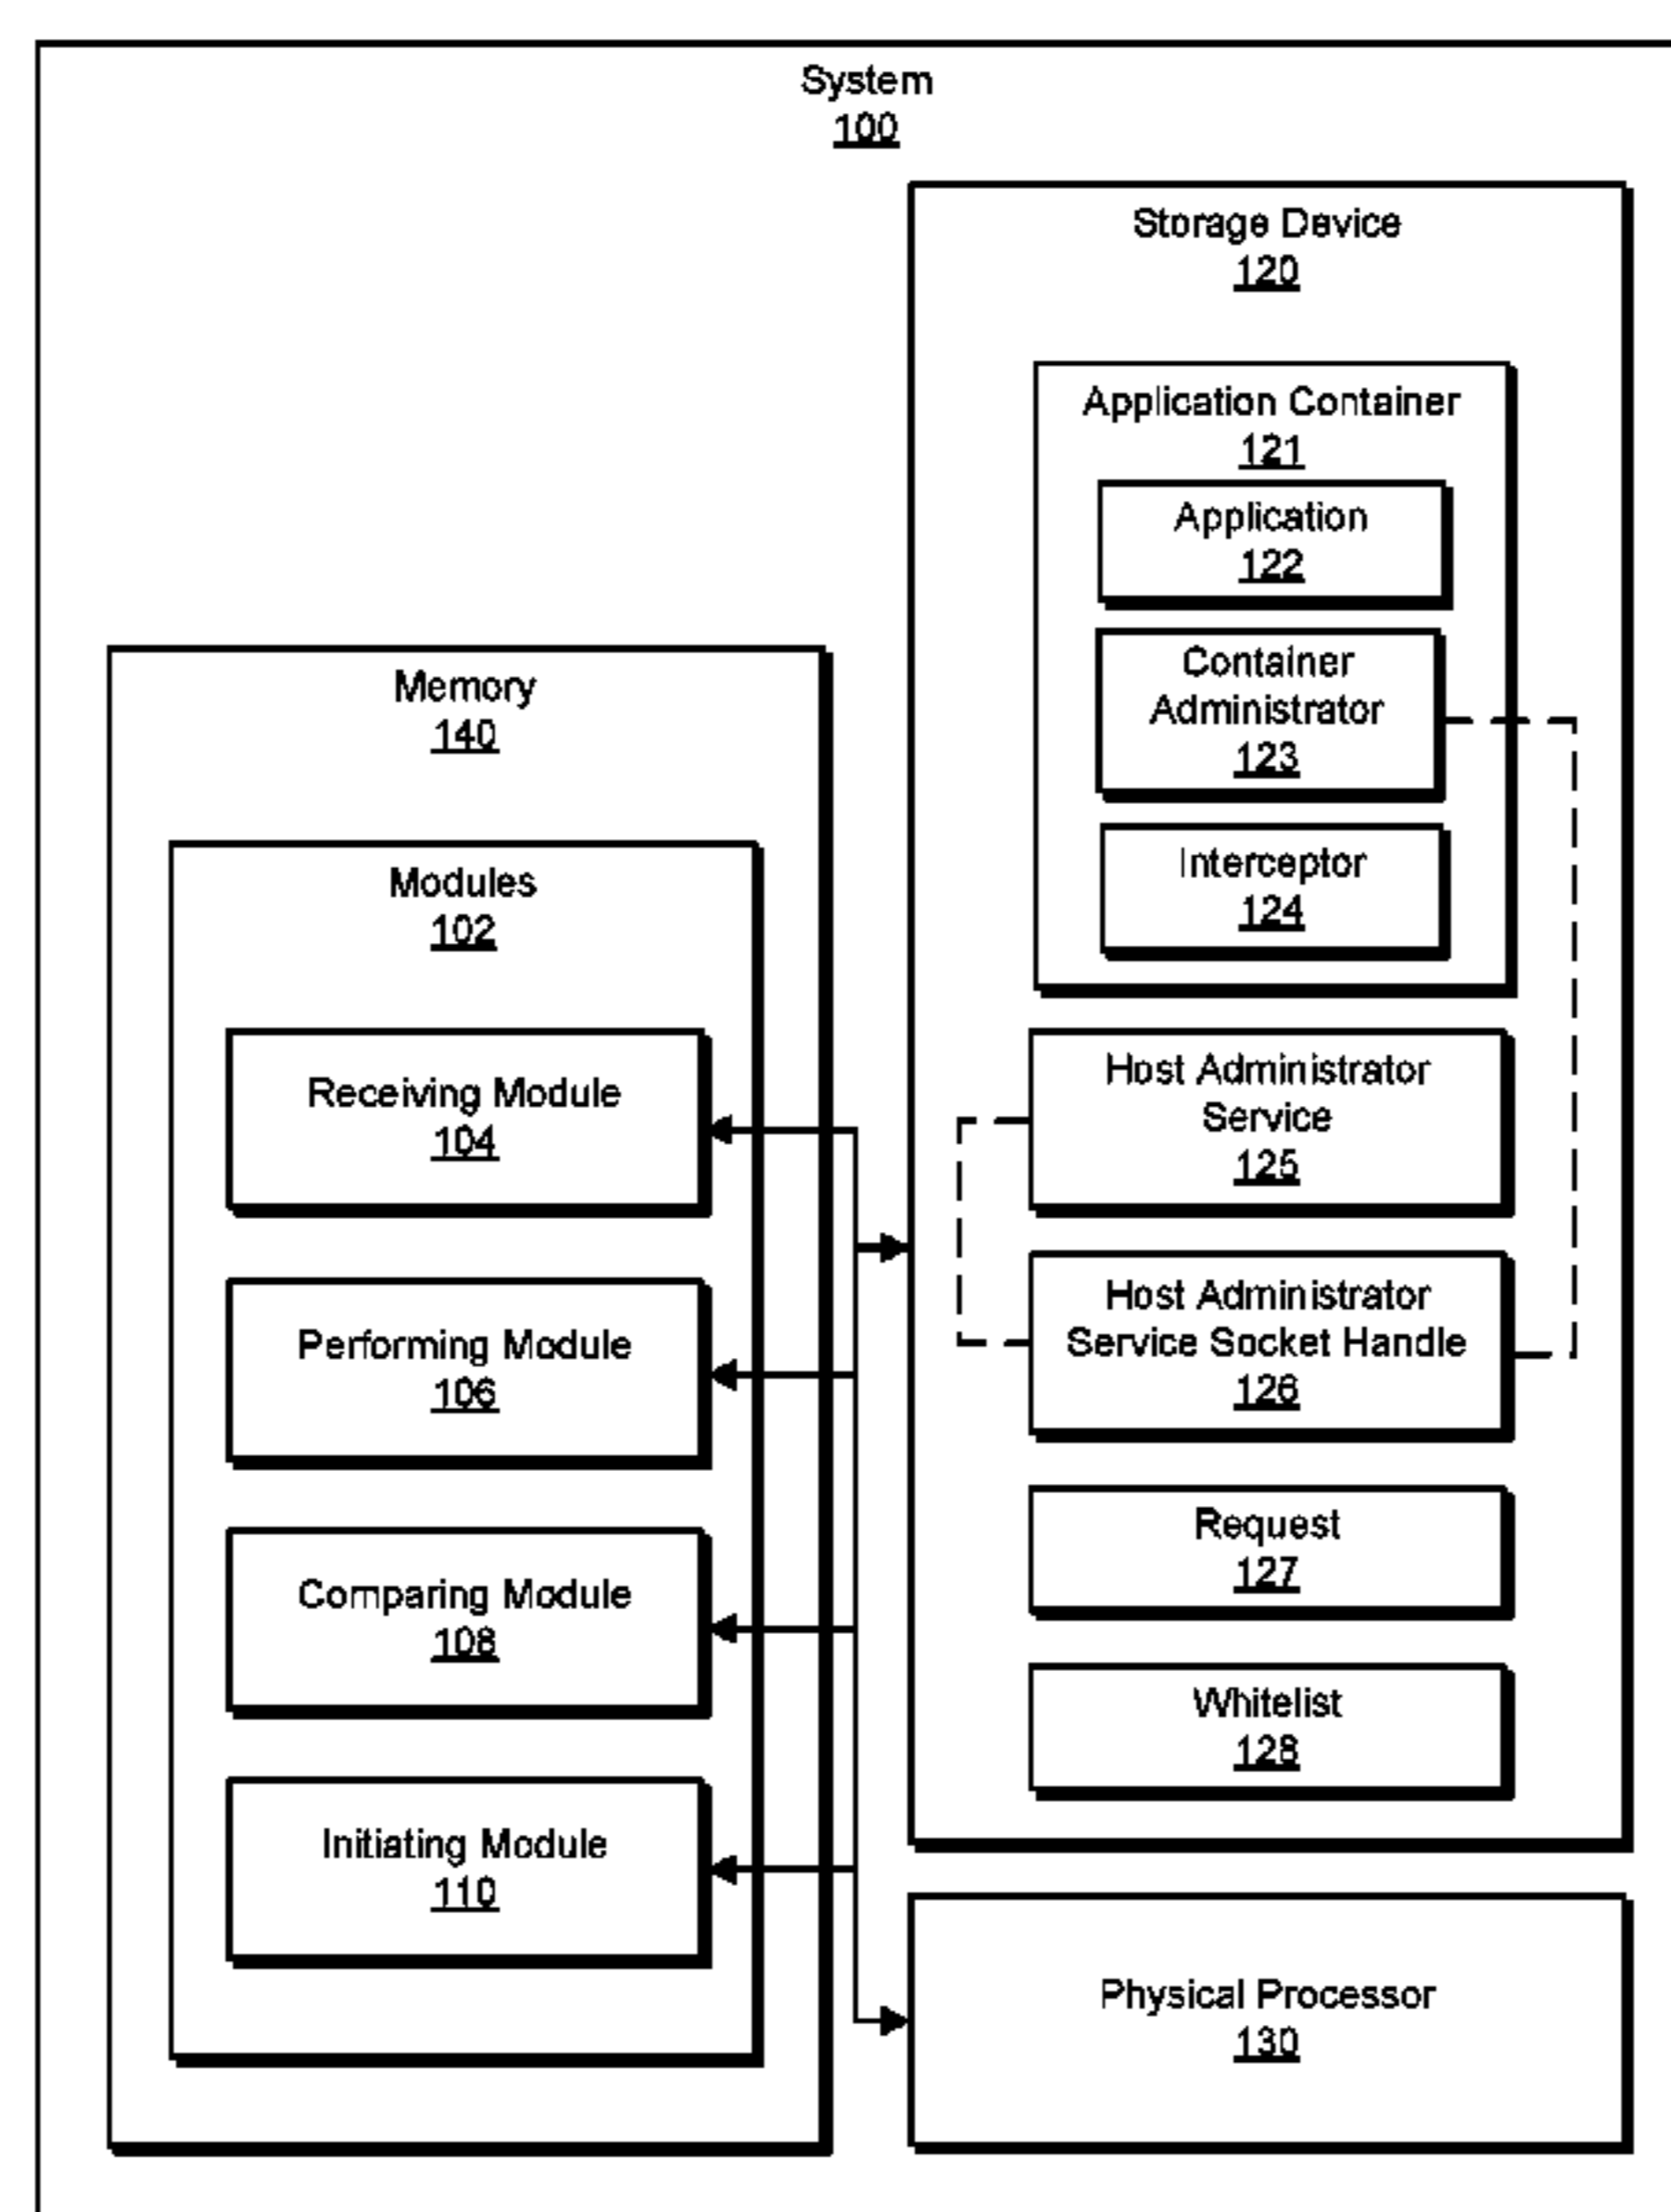 System
100
Memory
140
Modules
102
Receiving Module
104
Performing Module
106
Comparing Module
108
Initiating Module
110
Storage Device
120
Application Container
121
Application
122
Container
Administrator
123
Interceptor
124
Host Administrator
Service
125
Host Administrator
Service Socket Handle
126
Request
127
Whitelist
128
Physical Processor
130